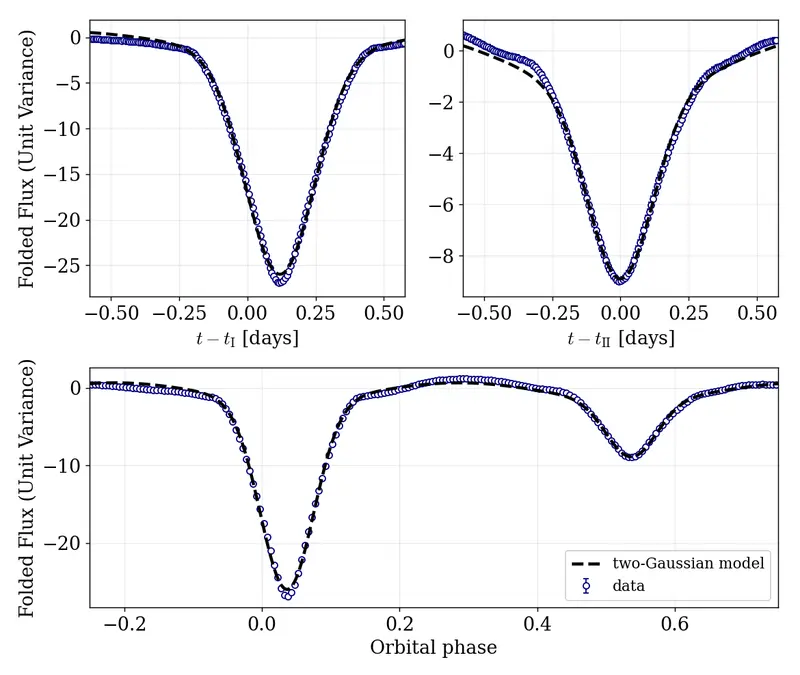 Folded Flux (Unit Variance)
0
−5
−10
−15
−20
−25
−0.50 −0.25 0.00 0.25 0.50
t − t_I [days]
0
−2
−4
−6
−8
−0.50 −0.25 0.00 0.25 0.50
t − t_II [days]
Folded Flux (Unit Variance)
0
−10
−20
−0.2 0.0 0.2 0.4 0.6
Orbital phase
two-Gaussian model
data